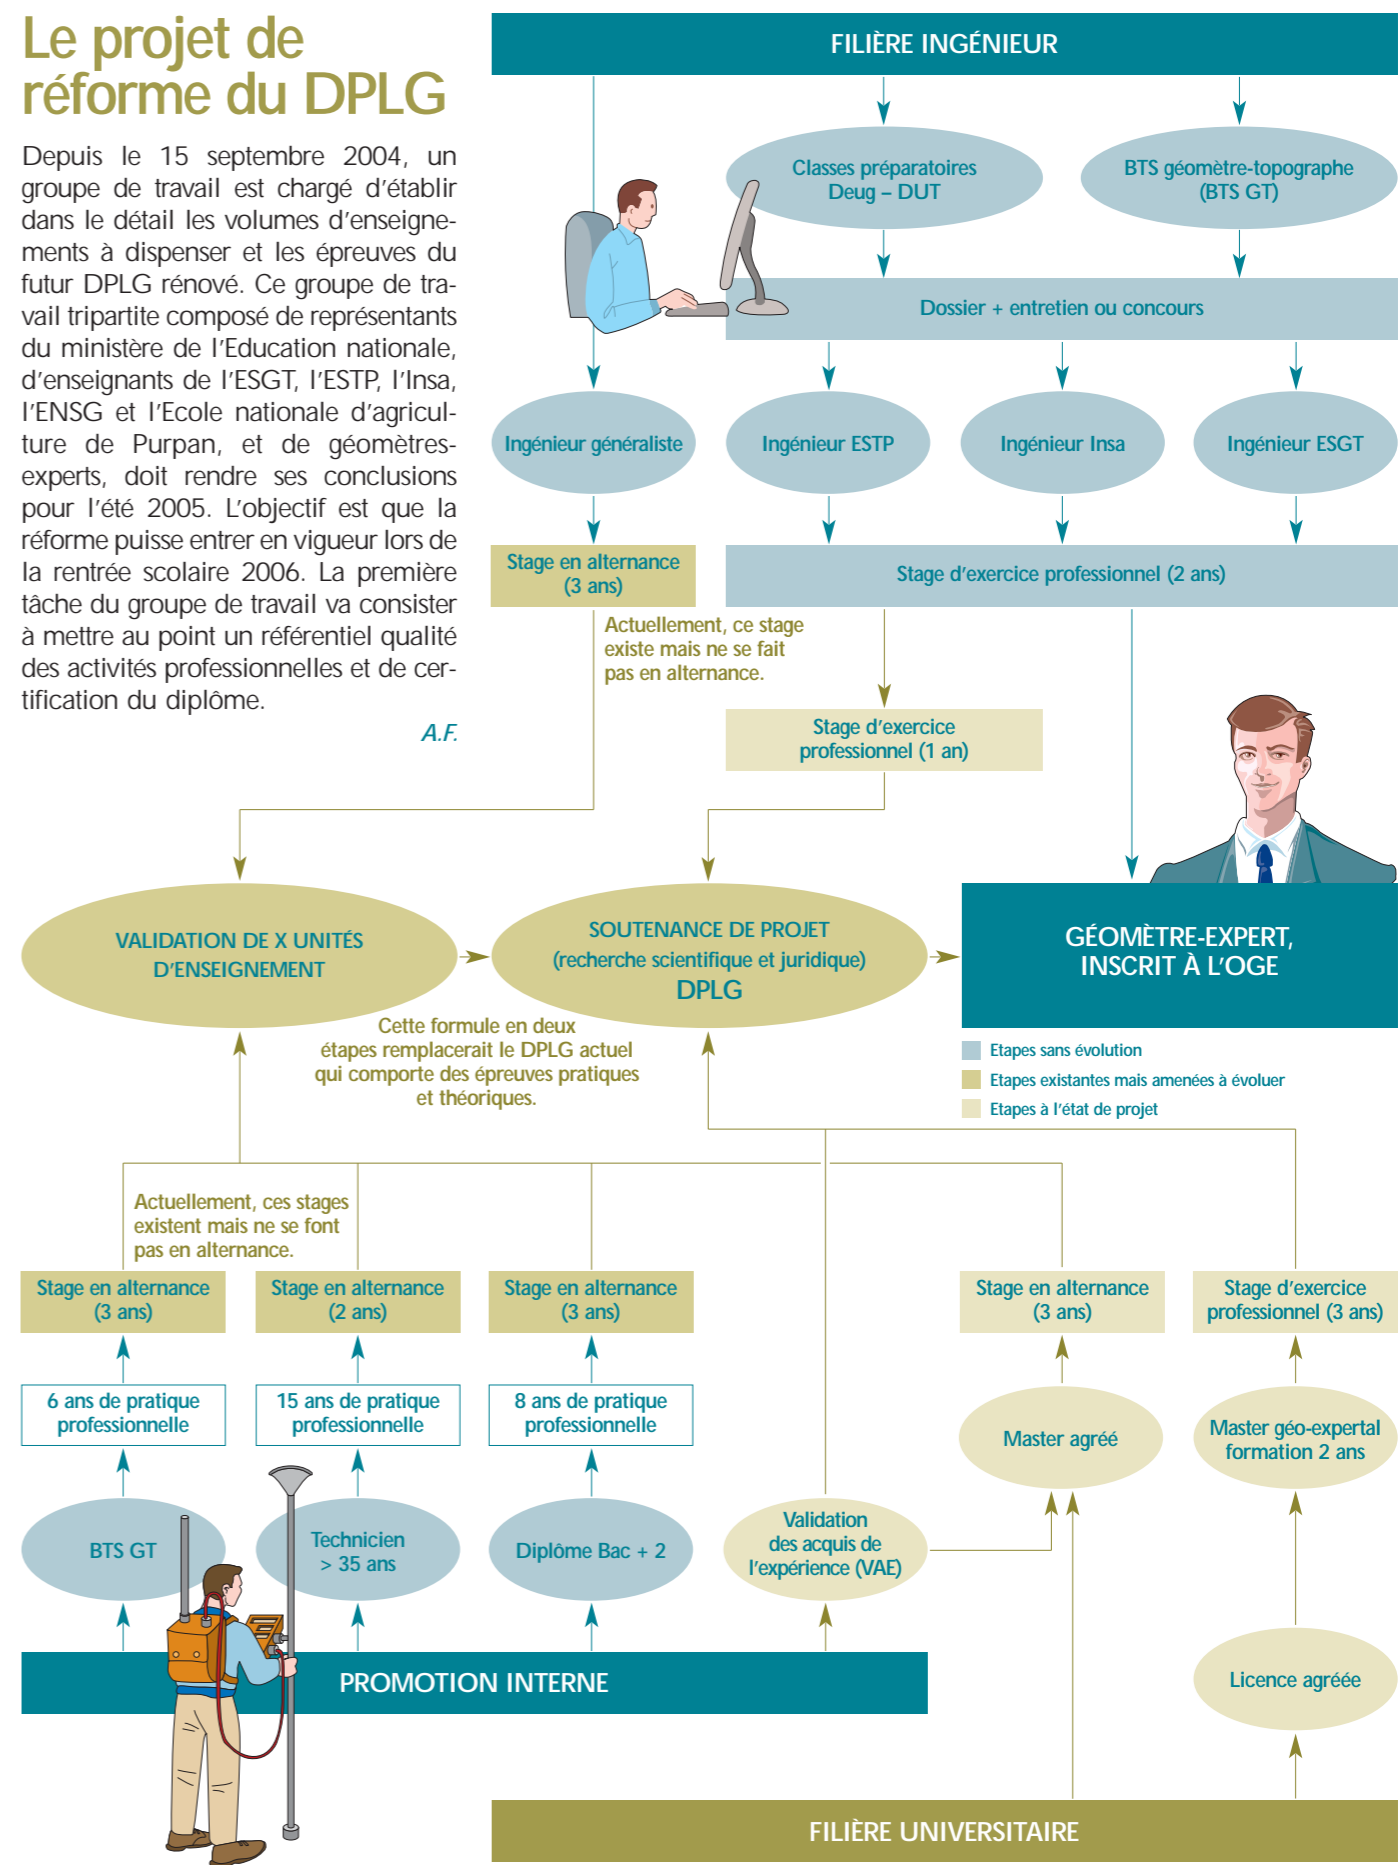 Le projet de
réforme du DPLG
Depuis le 15 septembre 2004, un
groupe de travail est chargé d'établir
dans le détail les volumes d'enseigne-
ments à dispenser et les épreuves du
futur DPLG rénové. Ce groupe de tra-
vail tripartite composé de représentants
du ministère de l'Education nationale,
d'enseignants de l'ESGT, l'ESTP, l'Insa,
l'ENSG et l'Ecole nationale d'agricul-
ture de Purpan, et de géomètres-
experts, doit rendre ses conclusions
pour l'été 2005. L'objectif est que la
réforme puisse entrer en vigueur lors de
la rentrée scolaire 2006. La première
tâche du groupe de travail va consister
à mettre au point un référentiel qualité
des activités professionnelles et de cer-
tification du diplôme.
A.F.
FILIÈRE INGÉNIEUR
Classes préparatoires
Deug – DUT
BTS géomètre-topographe
(BTS GT)
Dossier + entretien ou concours
Ingénieur généraliste
Ingénieur ESTP
Ingénieur Insa
Ingénieur ESGT
Stage en alternance
(3 ans)
Stage d'exercice professionnel (2 ans)
Actuellement, ce stage
existe mais ne se fait
pas en alternance.
Stage d'exercice
professionnel (1 an)
VALIDATION DE X UNITÉS
D'ENSEIGNEMENT
SOUTENANCE DE PROJET
(recherche scientifique et juridique)
DPLG
GÉOMÈTRE-EXPERT,
INSCRIT À L'OGE
Cette formule en deux
étapes remplacerait le DPLG actuel
qui comporte des épreuves pratiques
et théoriques.
Etapes sans évolution
Etapes existantes mais amenées à évoluer
Etapes à l'état de projet
Actuellement, ces stages
existent mais ne se font
pas en alternance.
Stage en alternance
(3 ans)
Stage en alternance
(2 ans)
Stage en alternance
(3 ans)
Stage en alternance
(3 ans)
Stage d'exercice
professionnel (3 ans)
6 ans de pratique
professionnelle
15 ans de pratique
professionnelle
8 ans de pratique
professionnelle
Master agréé
Master géo-expertal
formation 2 ans
BTS GT
Technicien
> 35 ans
Diplôme Bac + 2
Validation
des acquis de
l'expérience (VAE)
PROMOTION INTERNE
Licence agréée
FILIÈRE UNIVERSITAIRE